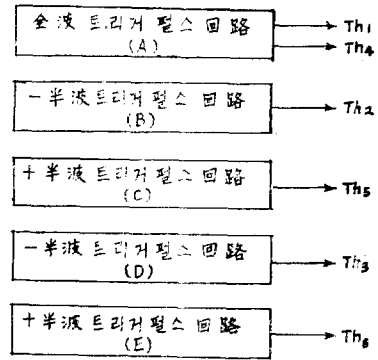 全波트리거펄스回路
(A)
Th1
Th4
一半波트리거펄스回路
(B)
Th2
十半波트리거펄스回路
(C)
Th5
一半波트리거펄스回路
(D)
Th3
十半波트리거펄스回路
(E)
Th6